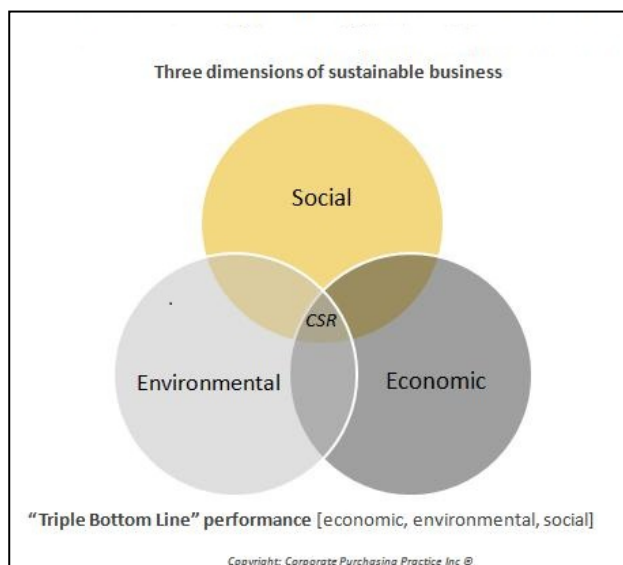 Three dimensions of sustainable business
Social
CSR
Environmental
Economic
“Triple Bottom Line” performance [economic, environmental, social]
Copyright: Corporate Purchasing Practice Inc ®